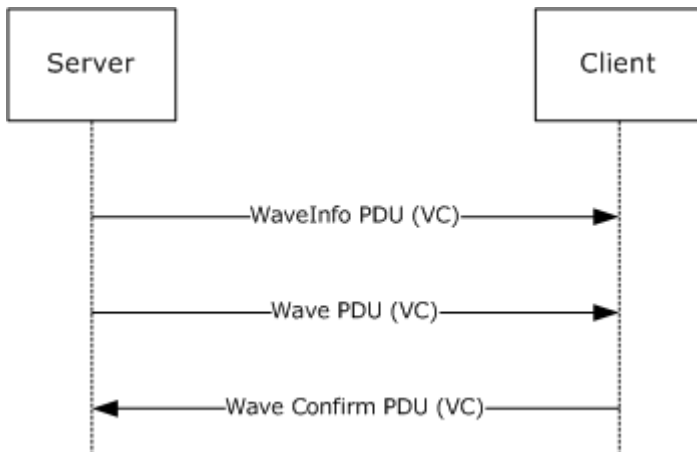 Server
Client
WaveInfo PDU (VC)
Wave PDU (VC)
Wave Confirm PDU (VC)